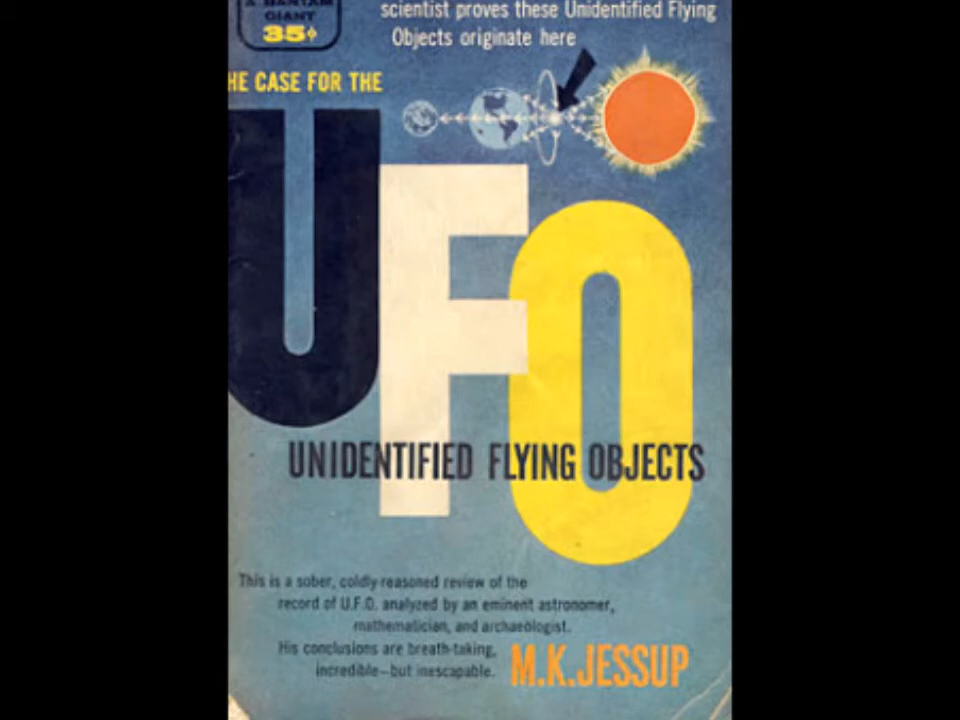 A BANTAM
GIANT
35¢
scientist proves these Unidentified Flying
Objects originate here
HE CASE FOR THE
UFO
UNIDENTIFIED FLYING OBJECTS
This is a sober, coldly-reasoned review of the
record of U.F.O. analyzed by an eminent astronomer,
mathematician, and archaeologist.
His conclusions are breath-taking,
incredible—but inescapable.
M.K.JESSUP